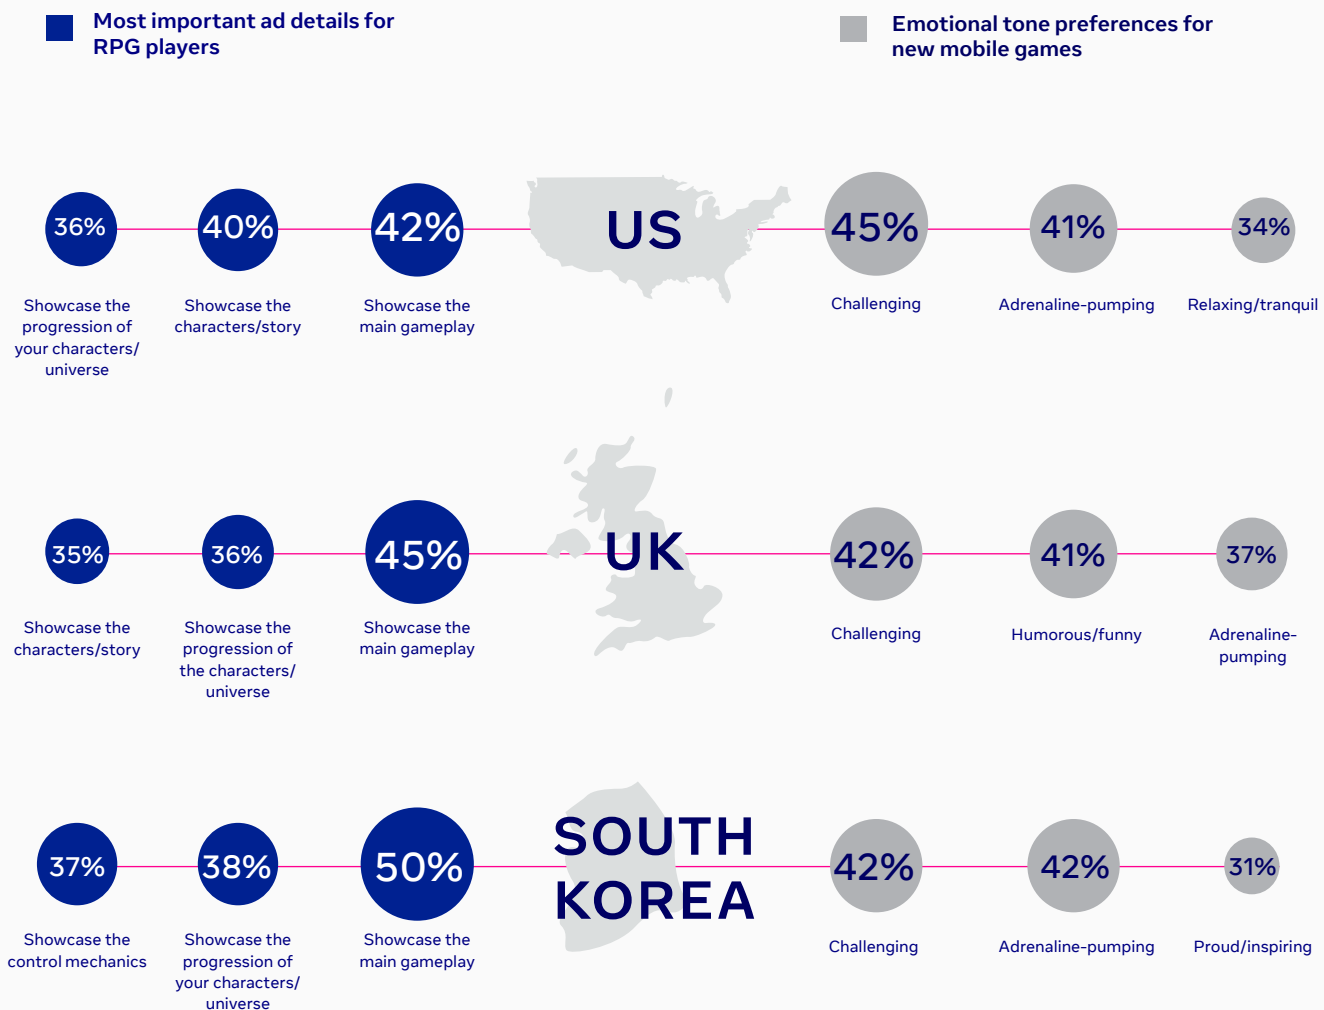 Most important ad details for
RPG players
Emotional tone preferences for
new mobile games
36%
40%
42%
US
45%
41%
34%
Showcase the
progression of
your characters/
universe
Showcase the
characters/story
Showcase the
main gameplay
Challenging
Adrenaline-pumping
Relaxing/tranquil
35%
36%
45%
UK
42%
41%
37%
Showcase the
characters/story
Showcase the
progression of
the characters/
universe
Showcase the
main gameplay
Challenging
Humorous/funny
Adrenaline-
pumping
37%
38%
50%
SOUTH
KOREA
42%
42%
31%
Showcase the
control mechanics
Showcase the
progression of
your characters/
universe
Showcase the
main gameplay
Challenging
Adrenaline-pumping
Proud/inspiring